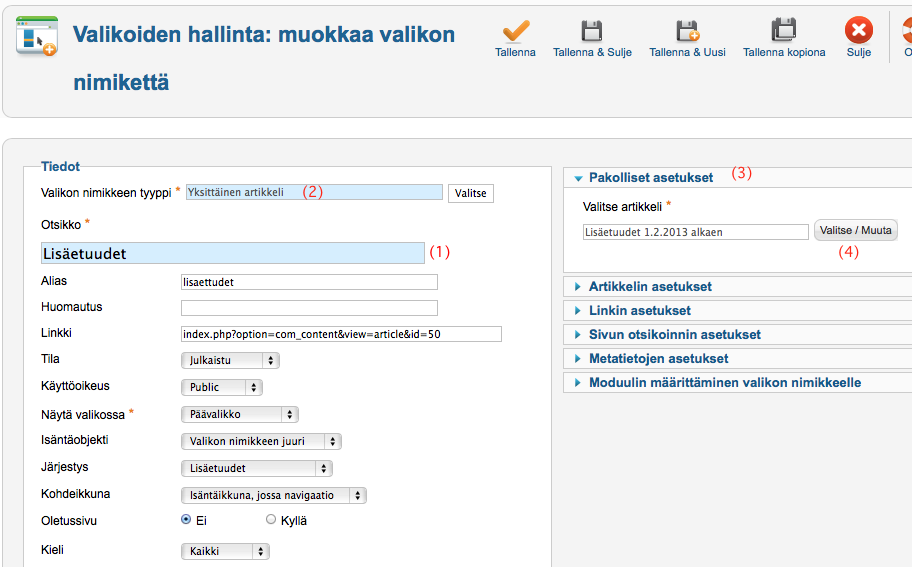 Valikoiden hallinta: muokkaa valikon
nimikettä
Tallenna
Tallenna & Sulje
Tallenna & Uusi
Tallenna kopiona
Sulje
O
Tiedot
Valikon nimikkeen tyyppi *
Yksittäinen artikkeli
(2)
Valitse
Otsikko *
Lisäetuudet
(1)
Alias
lisaettudet
Huomautus
Linkki
index.php?option=com_content&view=article&id=50
Tila
Julkaistu
Käyttöoikeus
Public
Näytä valikossa *
Päävalikko
Isäntäobjekti
Valikon nimikkeen juuri
Järjestys
Lisäetuudet
Kohdeikkuna
Isäntäikkuna, jossa navigaatio
Oletussivu
Ei
Kyllä
Kieli
Kaikki
Pakolliset asetukset
(3)
Valitse artikkeli *
Lisäetuudet 1.2.2013 alkaen
Valitse / Muuta
(4)
Artikkelin asetukset
Linkin asetukset
Sivun otsikoinnin asetukset
Metatietojen asetukset
Moduulin määrittäminen valikon nimikkeelle